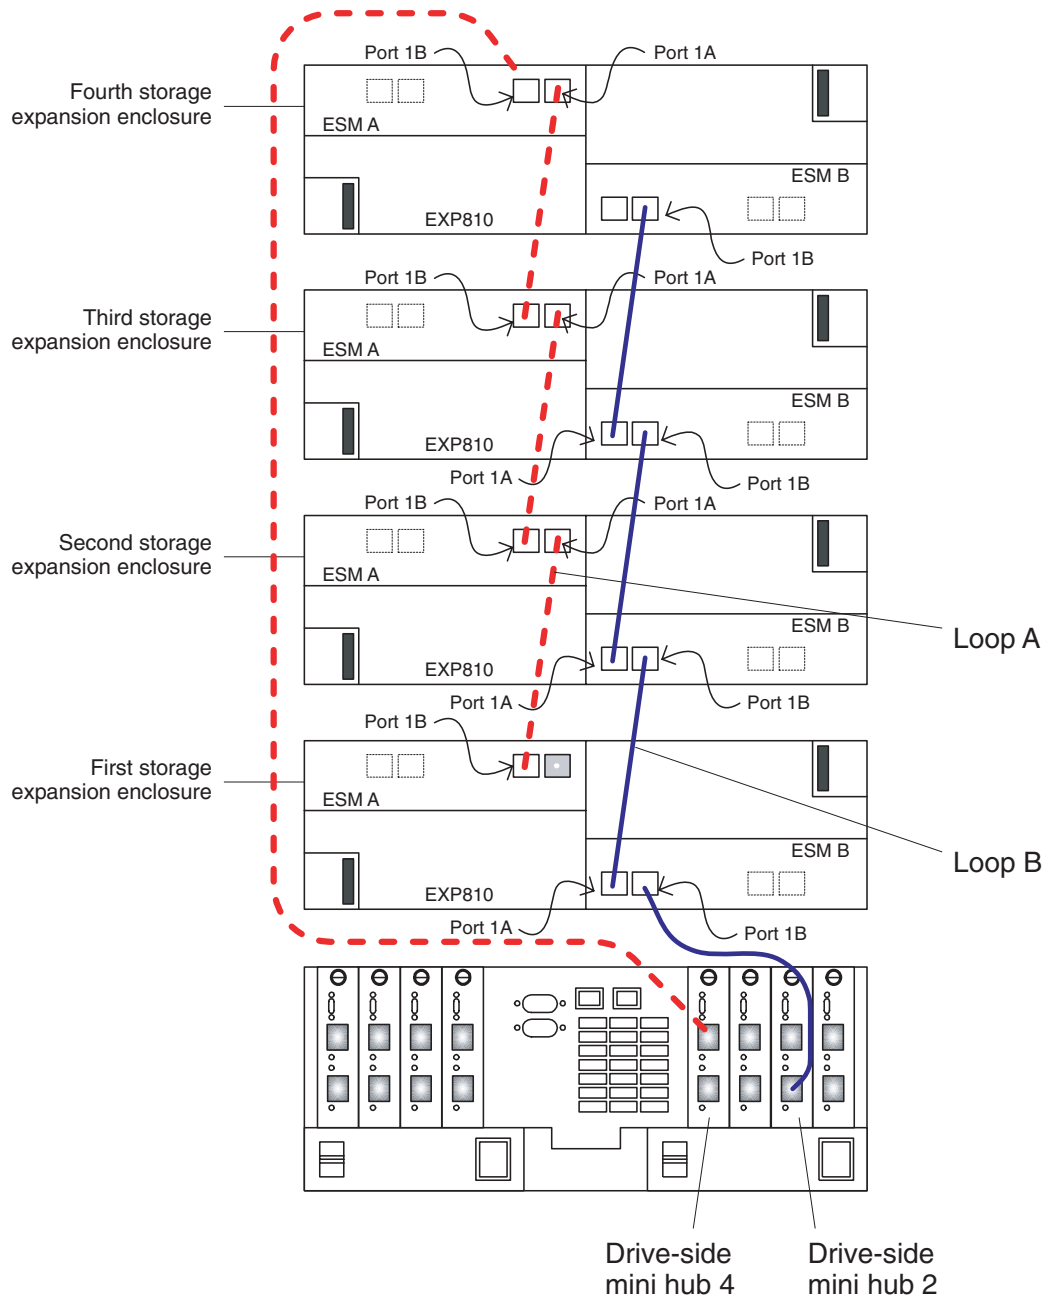 Port 1B
Port 1A
Fourth storage
expansion enclosure
ESM A
ESM B
EXP810
Port 1B
Port 1B
Port 1A
Third storage
expansion enclosure
ESM A
ESM B
EXP810
Port 1A
Port 1B
Port 1B
Port 1A
Second storage
expansion enclosure
ESM A
ESM B
Loop A
EXP810
Port 1A
Port 1B
Port 1B
First storage
expansion enclosure
ESM A
ESM B
Loop B
EXP810
Port 1A
Port 1B
Drive-side
mini hub 4
Drive-side
mini hub 2